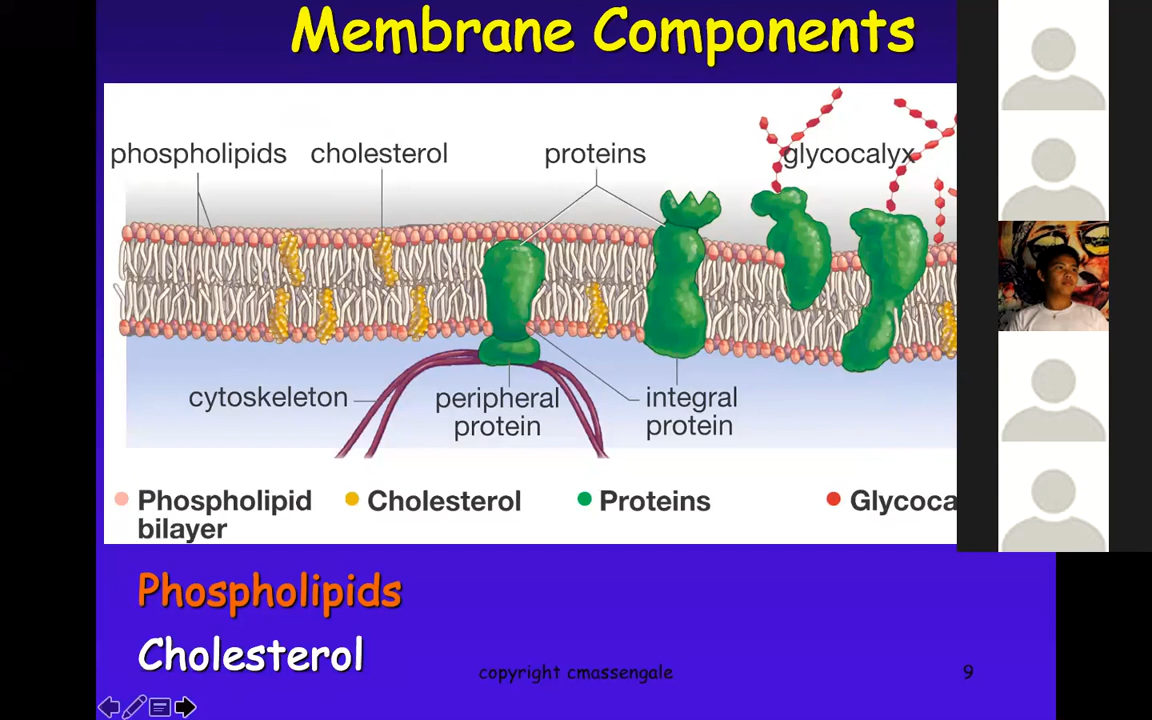 Membrane Components
phospholipids cholesterol proteins glycocalyx
cytoskeleton peripheral protein integral protein
Phospholipid bilayer
Cholesterol
Proteins
Glycoca
Phospholipids
Cholesterol
copyright cmassengale 9